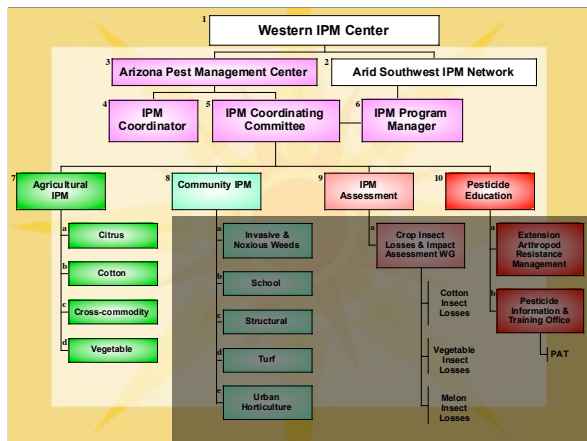 1
Western IPM Center
3
Arizona Pest Management Center
2
Arid Southwest IPM Network
4
IPM
Coordinator
5
IPM Coordinating
Committee
6
IPM Program
Manager
7
Agricultural
IPM
8
Community IPM
9
IPM
Assessment
10
Pesticide
Education
a
Citrus
b
Cotton
c
Cross-commodity
d
Vegetable
a
Invasive &
Noxious Weeds
b
School
c
Structural
d
Turf
e
Urban
Horticulture
a
Crop Insect
Losses & Impact
Assessment WG
Cotton
Insect
Losses
Vegetable
Insect
Losses
Melon
Insect
Losses
a
Extension
Arthropod
Resistance
Management
b
Pesticide
Information &
Training Office
PAT